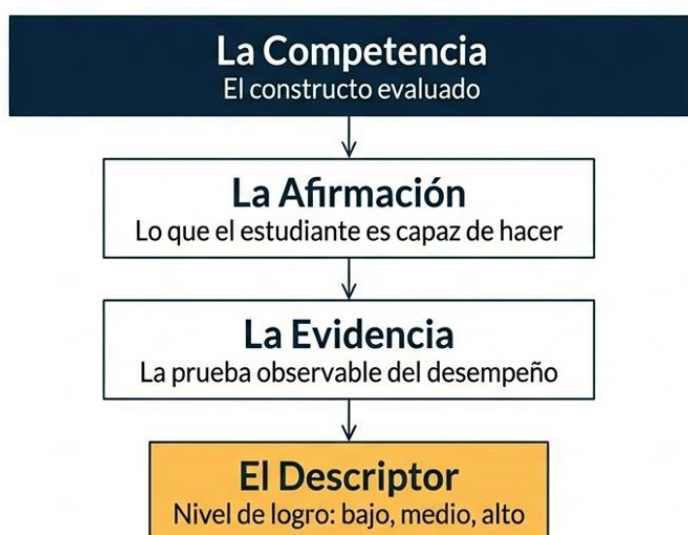 La Competencia
El constructo evaluado
La Afirmación
Lo que el estudiante es capaz de hacer
La Evidencia
La prueba observable del desempeño
El Descriptor
Nivel de logro: bajo, medio, alto